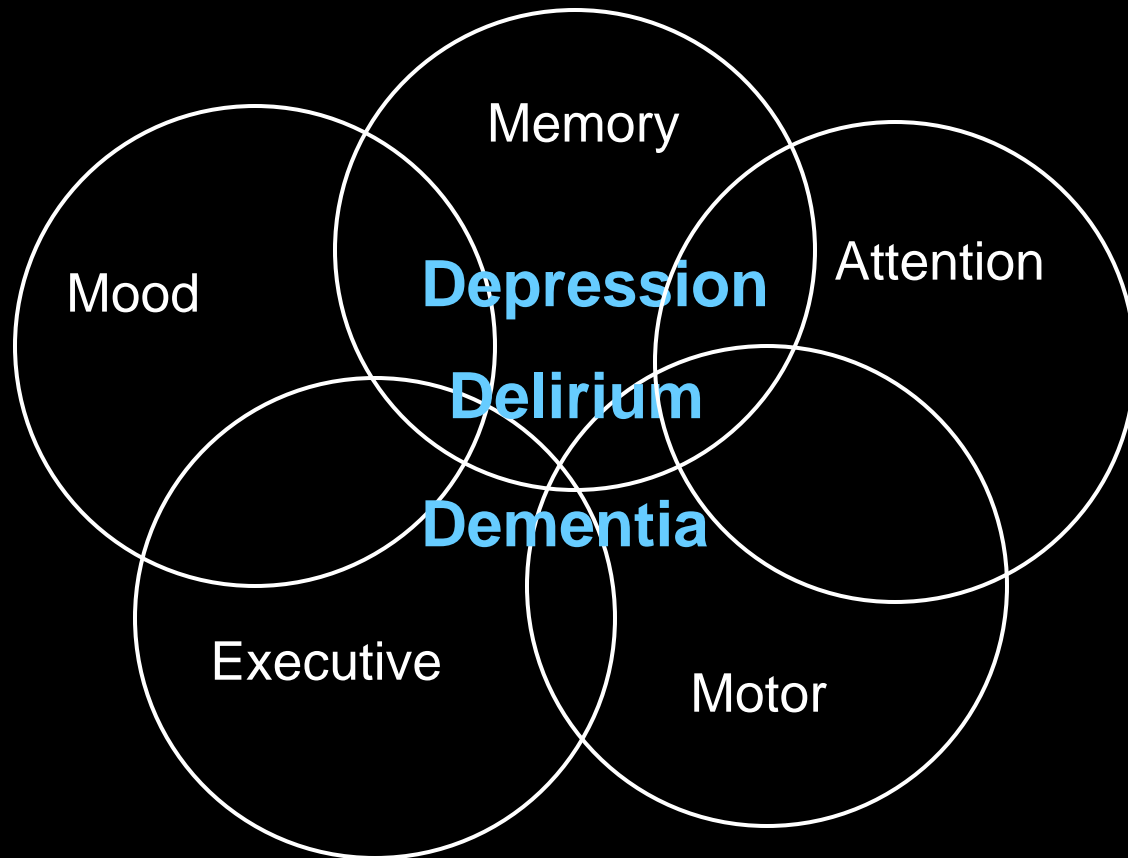 Memory
Attention
Mood
Depression
Delirium
Dementia
Executive
Motor